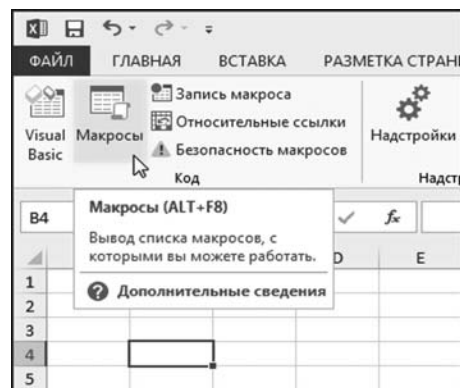 ФАЙЛ ГЛАВНАЯ ВСТАВКА РАЗМЕТКА СТРАН
Visual Basic
Макросы
Запись макроса
Относительные ссылки
Безопасность макросов
Код
Надстройки
Надст
B4
fx
Макросы (ALT+F8)
Вывод списка макросов, с
которыми вы можете работать.
Дополнительные сведения
D E
1
2
3
4
5